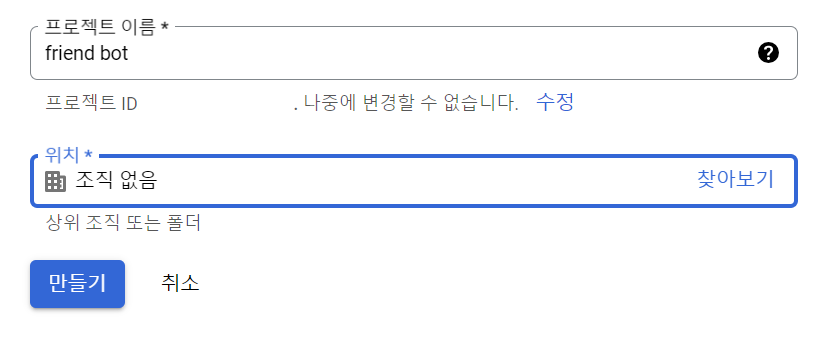 프로젝트 이름 *
friend bot
프로젝트 ID . 나중에 변경할 수 없습니다. 수정
위치 *
조직 없음 찾아보기
상위 조직 또는 폴더
만들기 취소